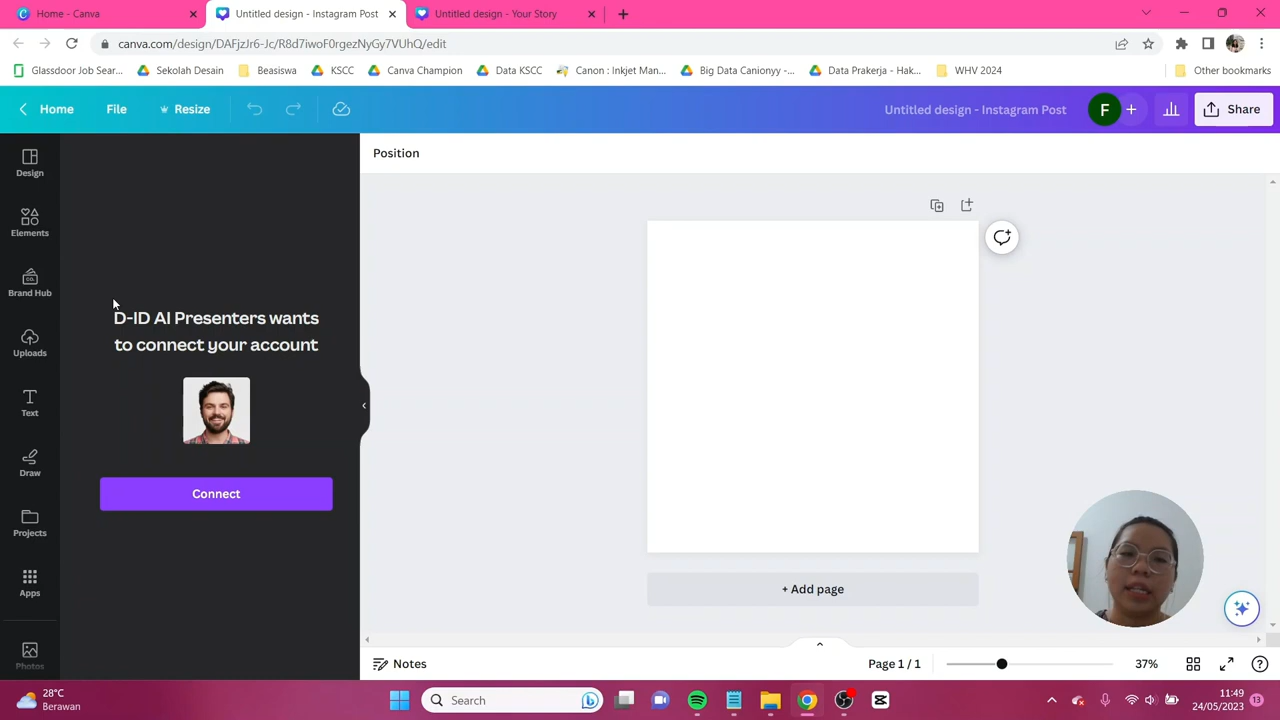 Home - Canva
Untitled design - Instagram Post
Untitled design - Your Story
canva.com/design/DAFjzJr6-Jc/R8d7iwoF0rgezNyGy7VUhQ/edit
Glassdoor Job Sear...
Sekolah Desain
Beasiswa
KSCC
Canva Champion
Data KSCC
Canon : Inkjet Man...
Big Data Canionyy -...
Data Prakerja - Hak...
WHV 2024
Other bookmarks
Home
File
Resize
Untitled design - Instagram Post
F
Share
Design
Elements
CO.
Brand Hub
Uploads
Text
Draw
Projects
Apps
Photos
D-ID AI Presenters wants
to connect your account
Connect
Position
+ Add page
Notes
Page 1 / 1
37%
28°C
Berawan
Search
11:49
24/05/2023
13